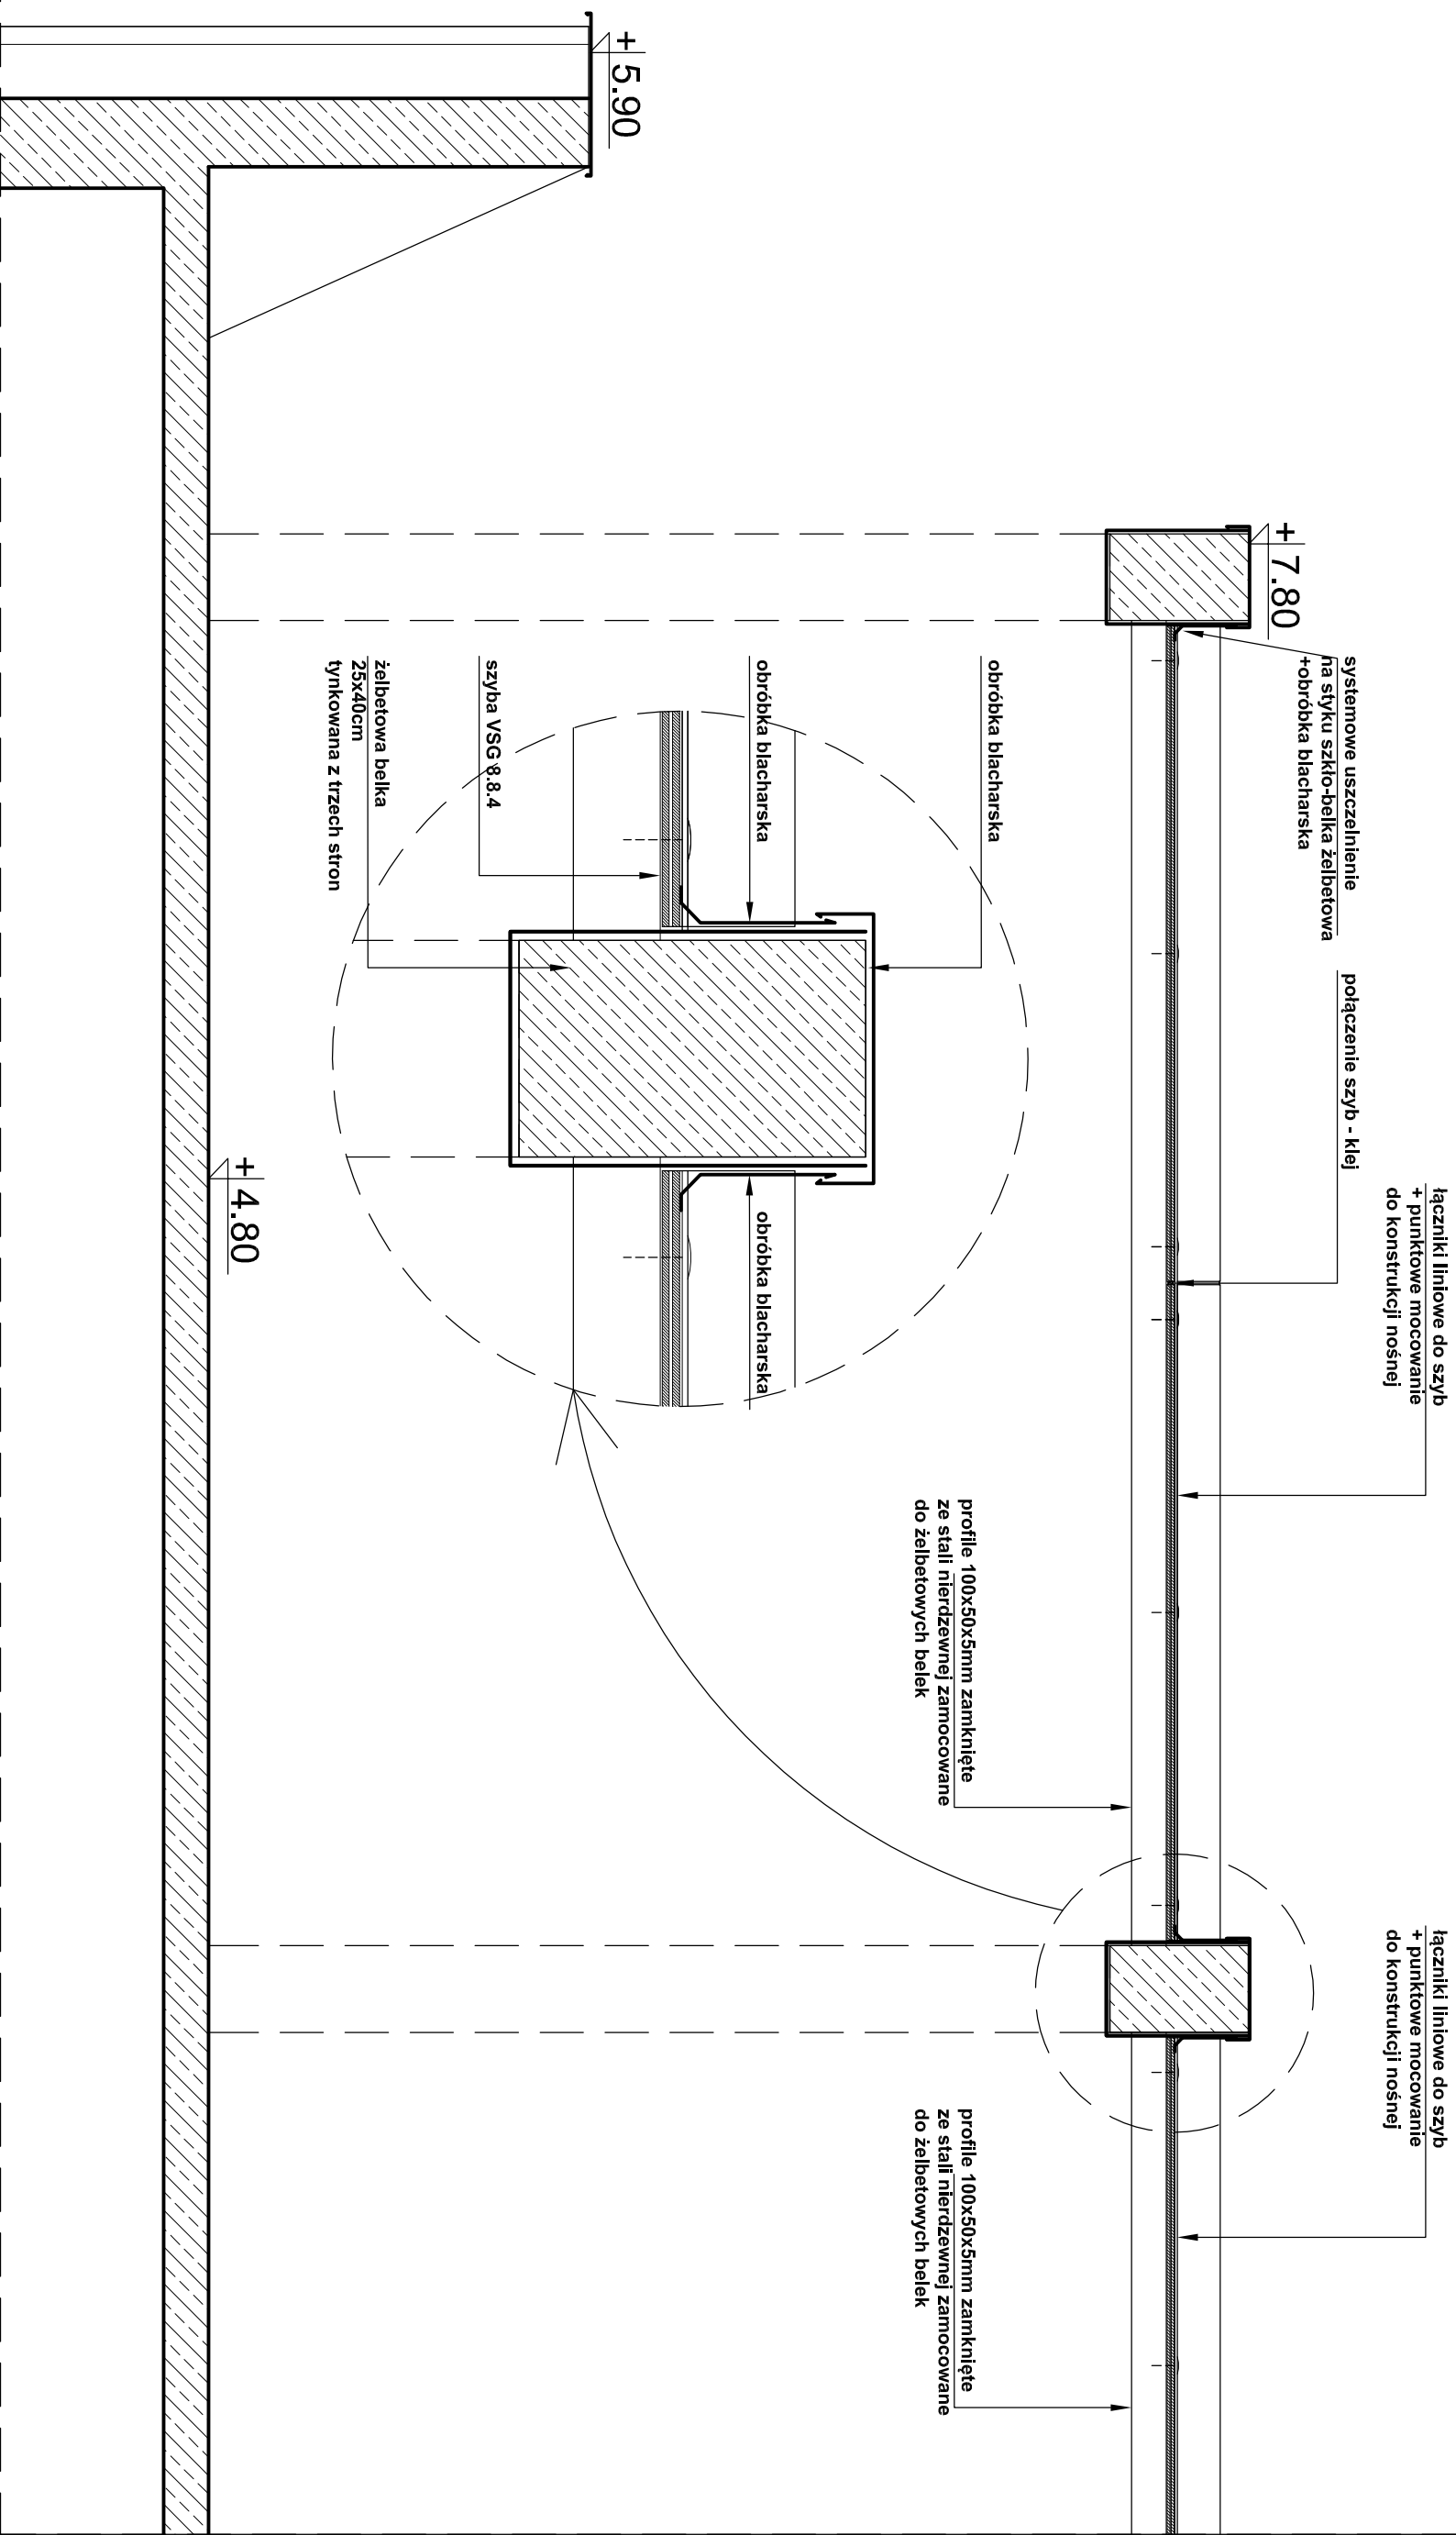 łączniki liniowe do szyb
+ punktowe mocowanie
do konstrukcji nośnej
łączniki liniowe do szyb
+ punktowe mocowanie
do konstrukcji nośnej
systemowe uszczelnienie
na styku szkło-belka żelbetowa
+obróbka blacharska
połączenie szyb - klej
+ 7.80
obróbka blacharska
profile 100x50x5mm zamknięte
ze stali nierdzewnej zamocowane
do żelbetowych belek
profile 100x50x5mm zamknięte
ze stali nierdzewnej zamocowane
do żelbetowych belek
obróbka blacharska
obróbka blacharska
+ 5.90
szyba VSG 8.8.4
żelbetowa belka
25x40cm
tynkowana z trzech stron
+ 4.80